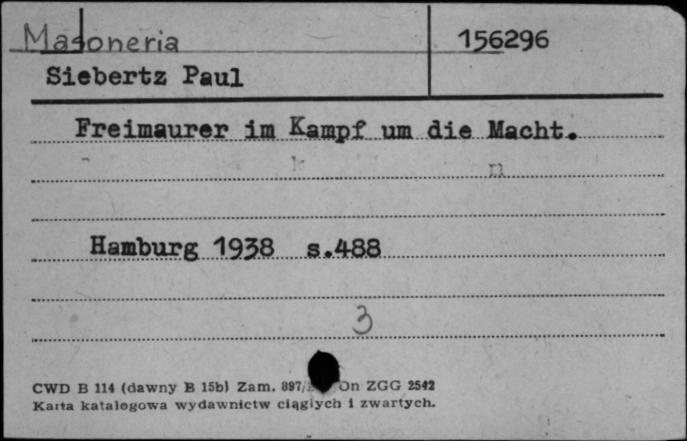 Masoneria 156296
Siebertz Paul
Freimaurer im Kampf um die Macht.
Hamburg 1938 s.488
3
CWD B 114 (dawny B 15b) Zam. 897/ On ZGG 2542
Karta katalogowa wydawnictw ciągłych i zwartych.